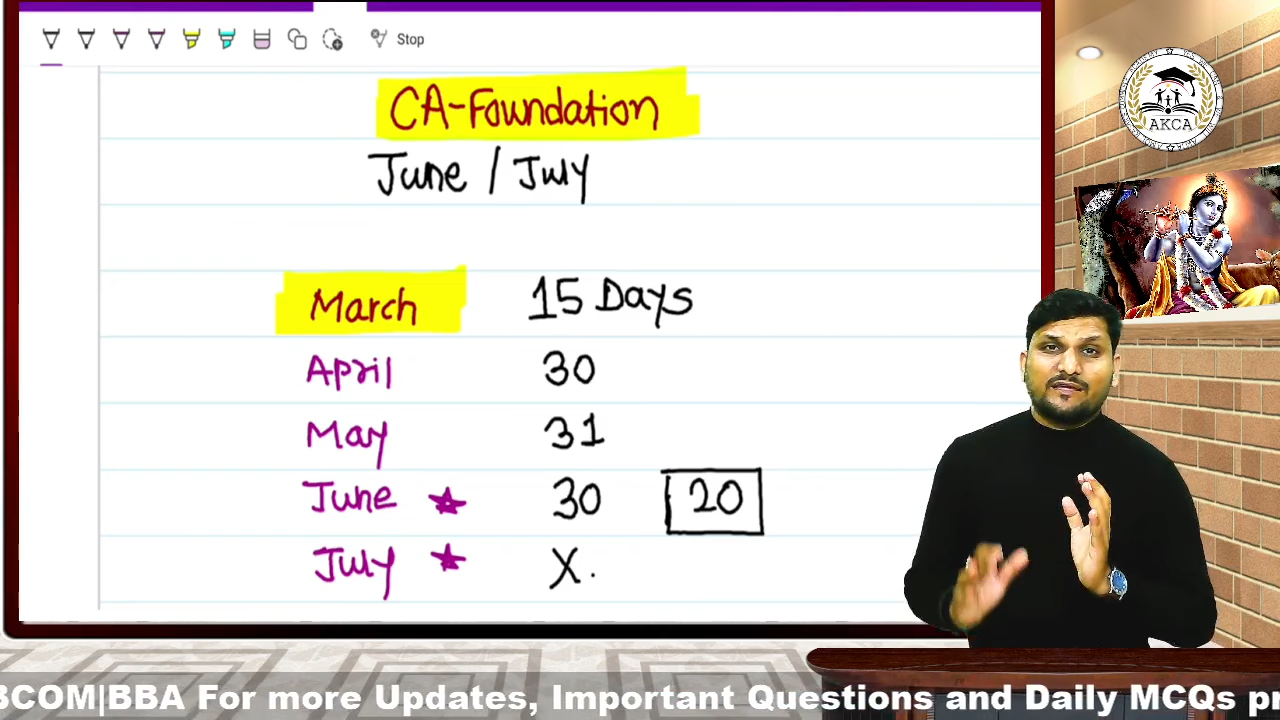 Stop
CA-Foundation
June / July
March 15 Days
April 30
May 31
June ★ 30 20
July ★ X.
AKCA
BCOM|BBA For more Updates, Important Questions and Daily MCQs pr